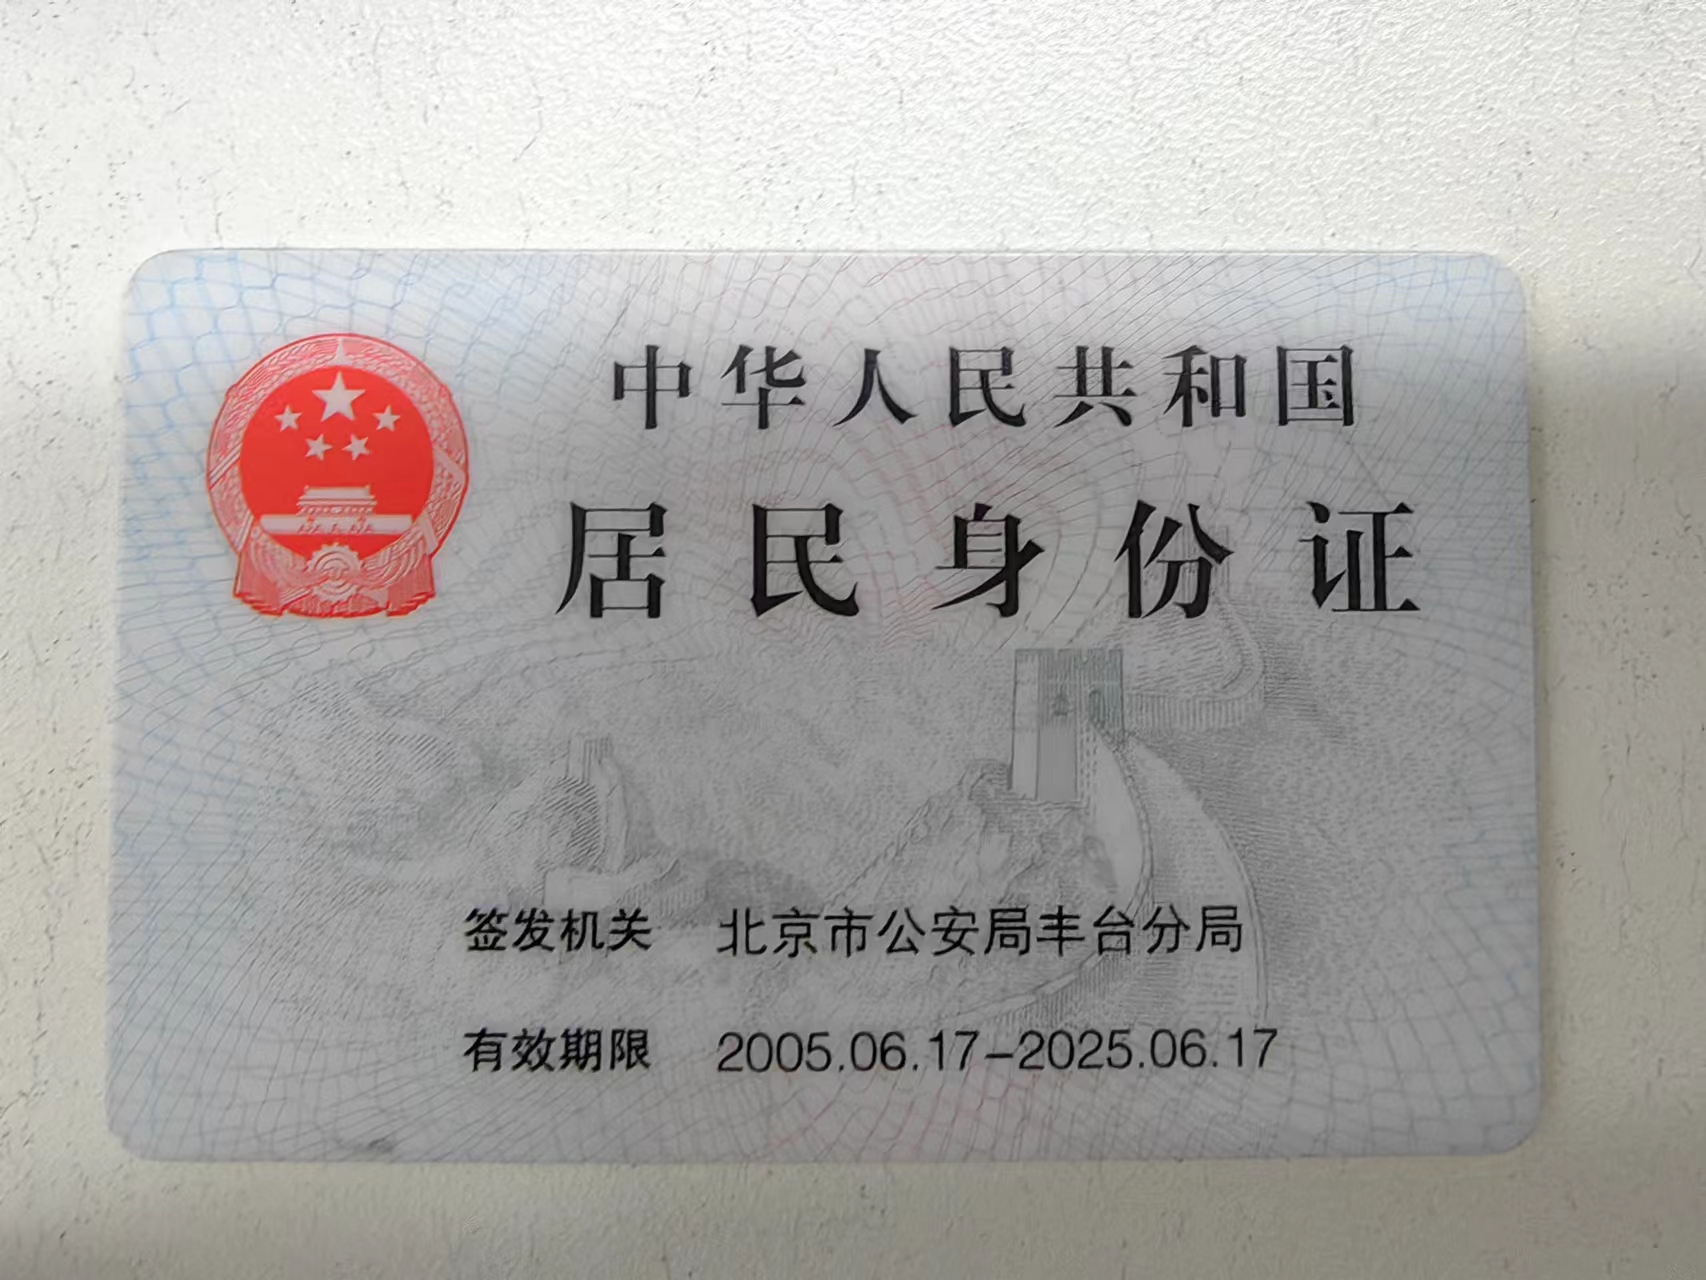 中华人民共和国
居民身份证
签发机关 北京市公安局丰台分局
有效期限 2005.06.17-2025.06.17